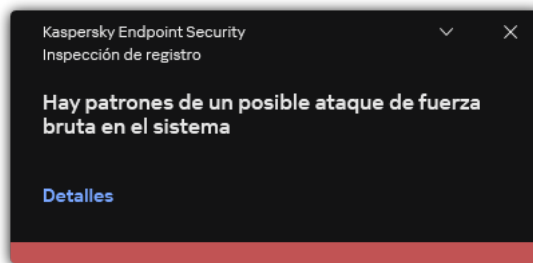 Kaspersky Endpoint Security
Inspección de registro
Hay patrones de un posible ataque de fuerza
bruta en el sistema
Detalles